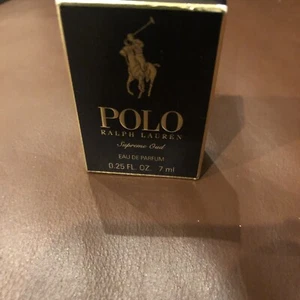 POLO
RALPH LAUREN
Supreme Oud
EAU DE PARFUM
0.25 FL. OZ. 7 ml